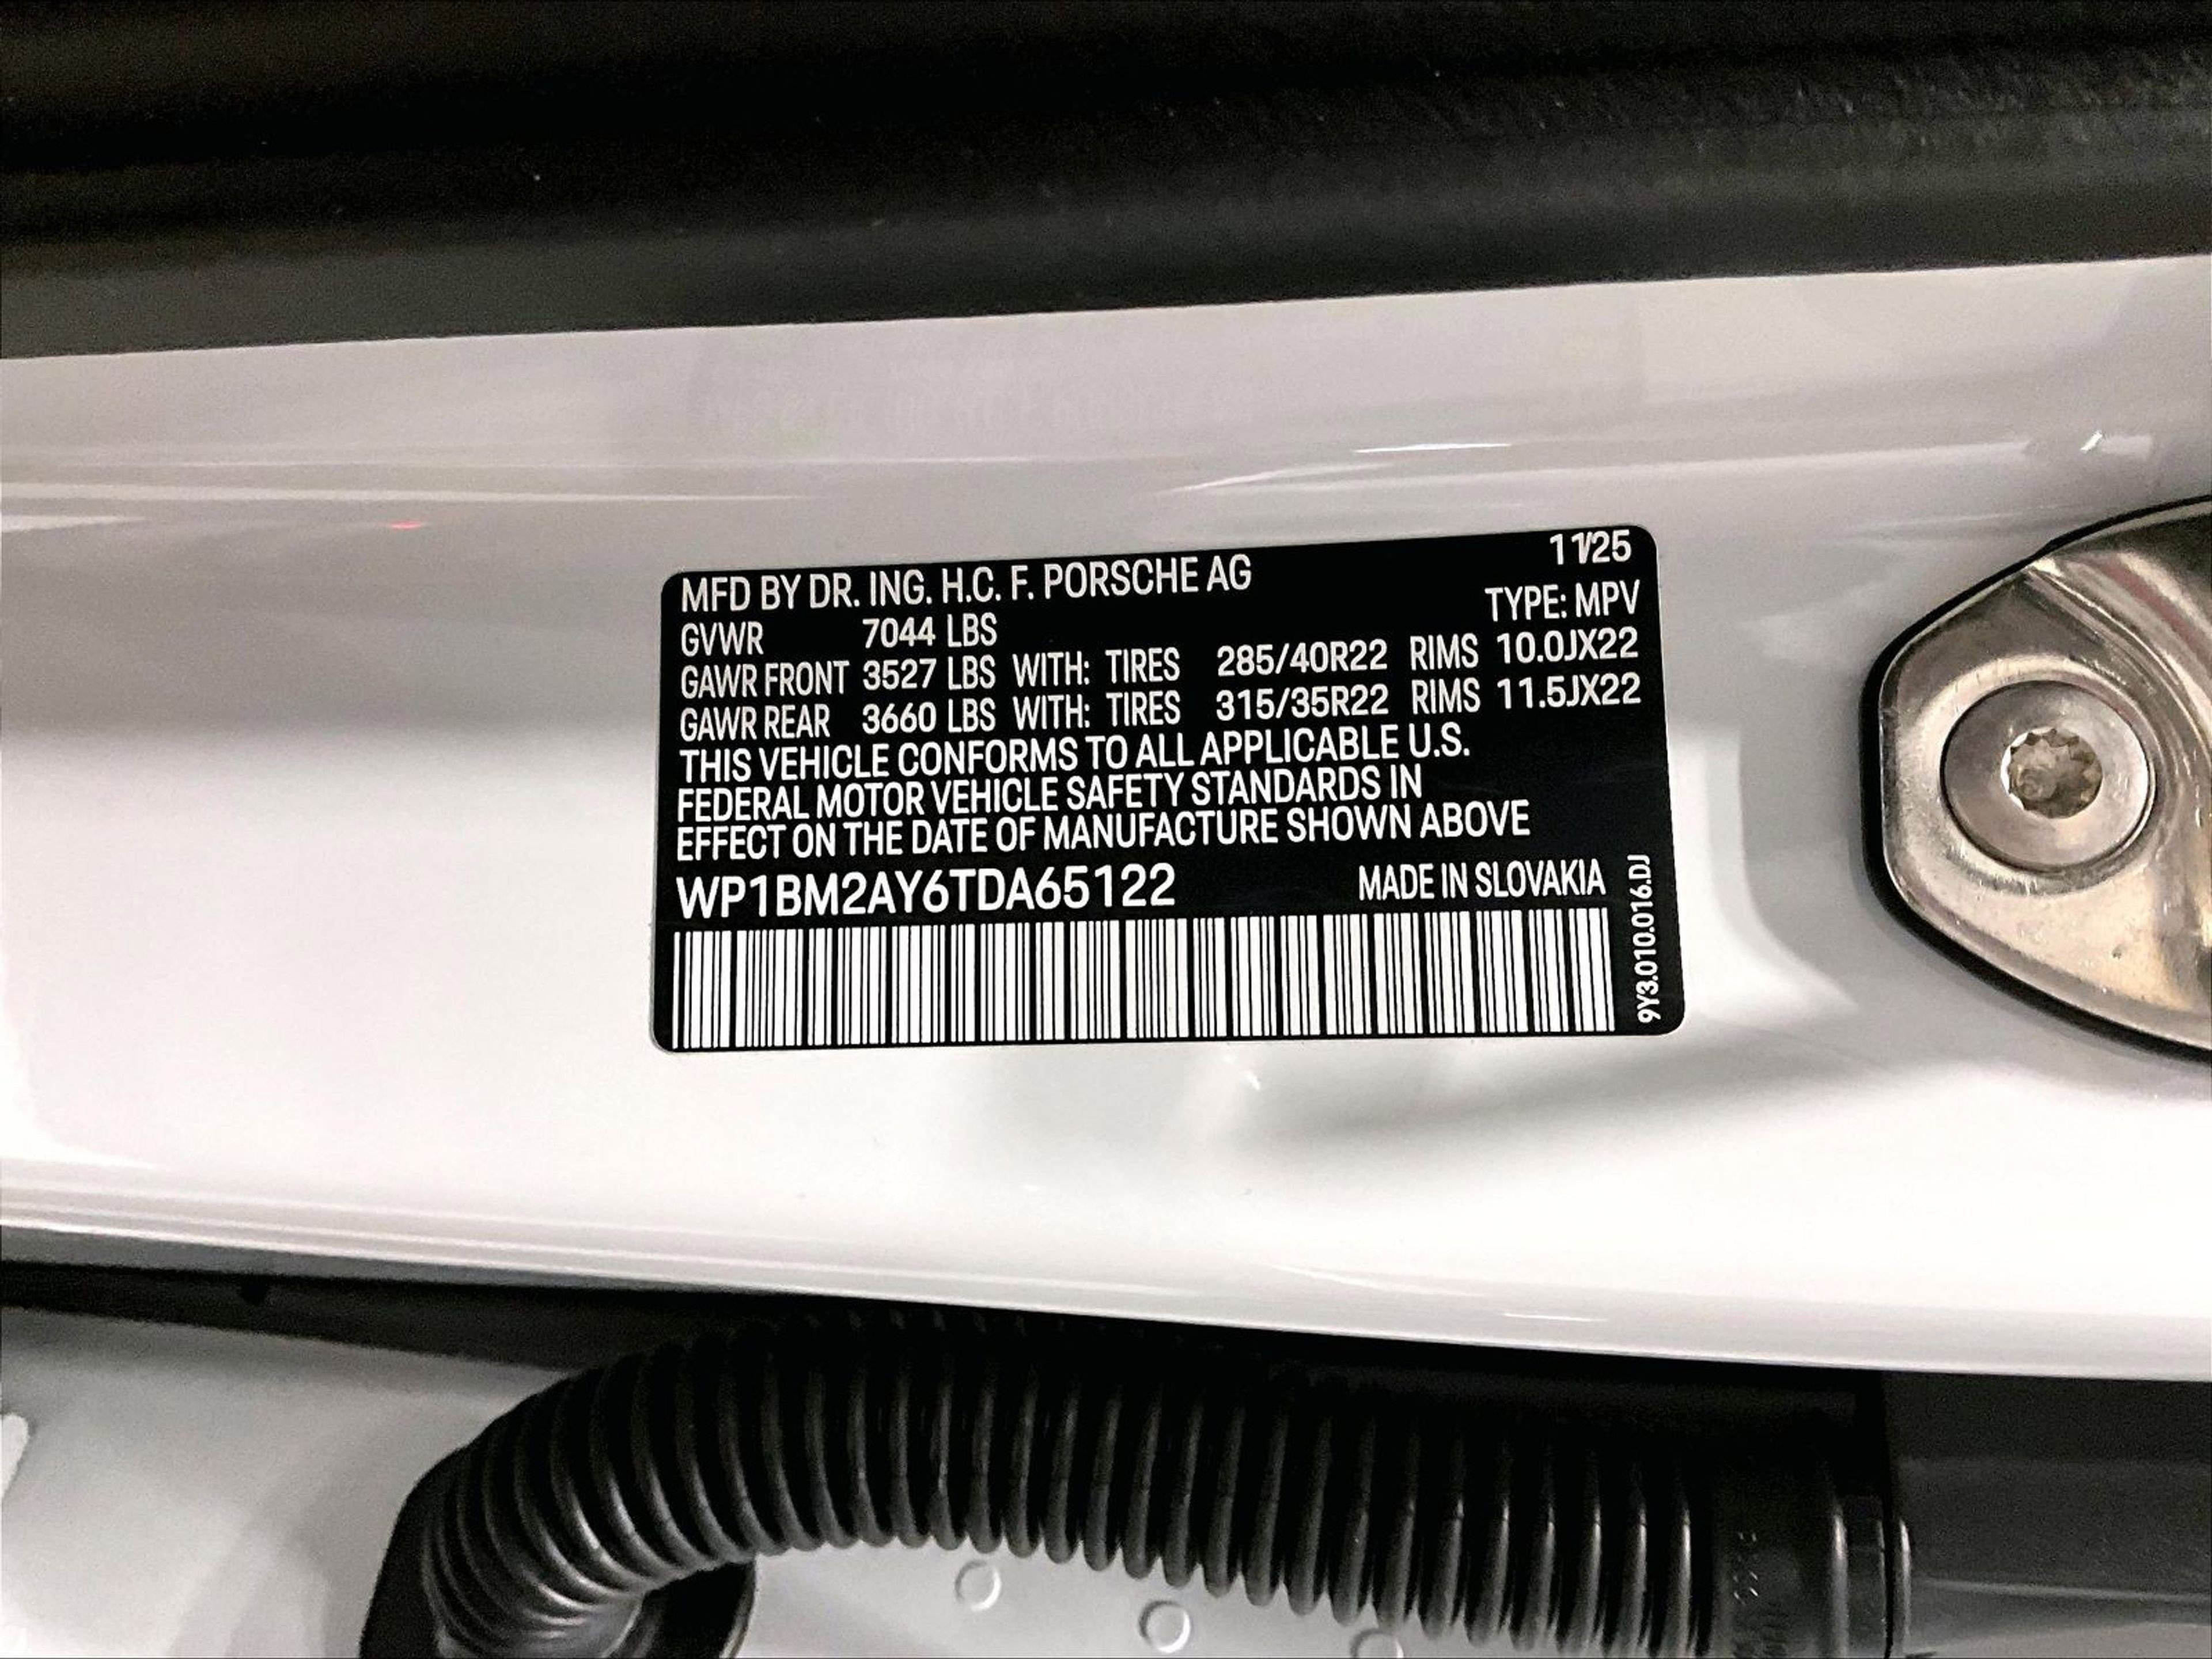 11/25
MFD BY DR. ING. H.C. F. PORSCHE AG
TYPE: MPV
GVWR 7044 LBS
GAWR FRONT 3527 LBS WITH: TIRES 285/40R22 RIMS 10.0JX22
GAWR REAR 3660 LBS WITH: TIRES 315/35R22 RIMS 11.5JX22
THIS VEHICLE CONFORMS TO ALL APPLICABLE U.S.
FEDERAL MOTOR VEHICLE SAFETY STANDARDS IN
EFFECT ON THE DATE OF MANUFACTURE SHOWN ABOVE
WP1BM2AY6TDA65122 MADE IN SLOVAKIA
9Y3.010.016.DJ